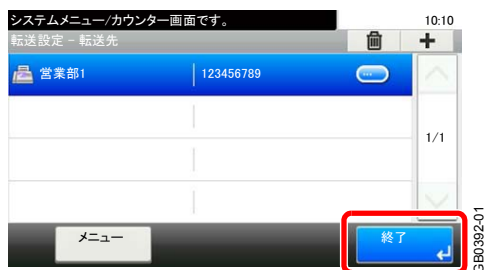 システムメニュー/カウンター画面です。 10:10
転送設定 - 転送先
営業部1 123456789
1/1
メニュー 終了
GB0392-01